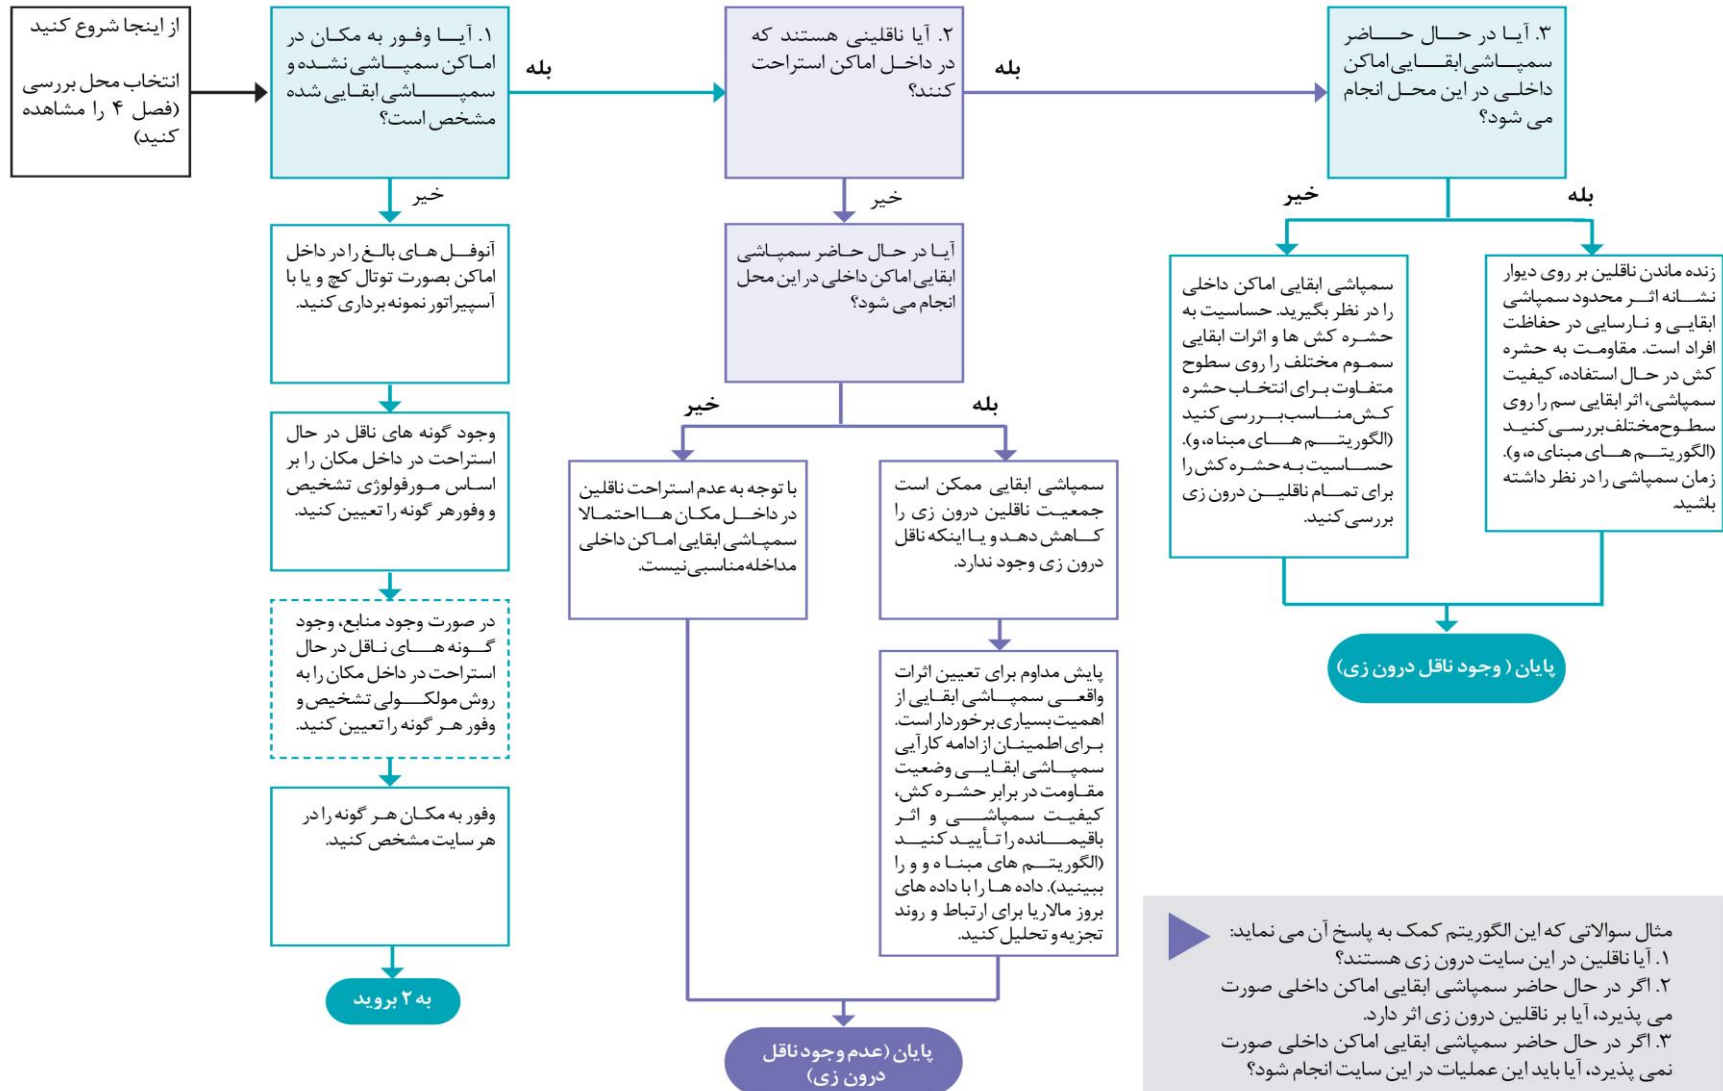 از اینجا شروع کنید
انتخاب محل بررسی
(فصل ۴ را مشاهده
کنید)
۱. آیا وفور به مکان در
اماکن سمپاشی نشده و
سمپاشی ابقایی شده
مشخص است؟
بله
۲. آیا ناقلینی هستند که
در داخل اماکن استراحت
کنند؟
بله
۳. آیا در حال حاضر
سمپاشی ابقایی اماکن
داخلی در این محل انجام
می شود؟
خیر
آنوفل های بالغ را در داخل
اماکن بصورت توتال کچ و یا با
آسپیراتور نمونه برداری کنید.
وجود گونه های ناقل در حال
استراحت در داخل مکان را بر
اساس مورفولوژی تشخیص
و وفور هر گونه را تعیین کنید.
در صورت وجود منابع، وجود
گونه های ناقل در حال
استراحت در داخل مکان را به
روش مولکولی تشخیص و
وفور هر گونه را تعیین کنید.
وفور به مکان هر گونه را در
هر سایت مشخص کنید.
به ۲ بروید
خیر
آیا در حال حاضر سمپاشی
ابقایی اماکن داخلی در این محل
انجام می شود؟
خیر
بله
با توجه به عدم استراحت ناقلین
در داخل مکان ها احتمالا
سمپاشی ابقایی اماکن داخلی
مداخله مناسبی نیست.
سمپاشی ابقایی ممکن است
جمعیت ناقلین درون زی را
کاهش دهد و یا اینکه ناقل
درون زی وجود ندارد.
پایش مداوم برای تعیین اثرات
واقعی سمپاشی ابقایی از
اهمیت بسیاری برخوردار است.
برای اطمینان از ادامه کارآیی
سمپاشی ابقایی وضعیت
مقاومت در برابر حشره کش،
کیفیت سمپاشی و اثر
باقیمانده را تأیید کنید
(الگوریتم های مبنا ه و و را
ببینید). داده ها را با داده های
بروز مالاریا برای ارتباط و روند
تجزیه و تحلیل کنید.
پایان (عدم وجود ناقل
درون زی)
خیر
بله
سمپاشی ابقایی اماکن داخلی
را در نظر بگیرید. حساسیت به
حشره کش ها و اثرات ابقایی
سموم مختلف را روی سطوح
متفاوت برای انتخاب حشره
کش مناسب بررسی کنید
(الگوریتم های مبنا ه، و).
حساسیت به حشره کش را
برای تمام ناقلین درون زی
بررسی کنید.
زنده ماندن ناقلین بر روی دیوار
نشانه اثر محدود سمپاشی
ابقایی و نارسایی در حفاظت
افراد است. مقاومت به حشره
کش در حال استفاده، کیفیت
سمپاشی، اثر ابقایی سم را روی
سطوح مختلف بررسی کنید
(الگوریتم های مبنای ه، و).
زمان سمپاشی را در نظر داشته
باشید.
پایان ( وجود ناقل درون زی)
مثال سوالاتی که این الگوریتم کمک به پاسخ آن می نماید:
۱. آیا ناقلین در این سایت درون زی هستند؟
۲. اگر در حال حاضر سمپاشی ابقایی اماکن داخلی صورت
می پذیرد، آیا بر ناقلین درون زی اثر دارد.
۳. اگر در حال حاضر سمپاشی ابقایی اماکن داخلی صورت
نمی پذیرد، آیا باید این عملیات در این سایت انجام شود؟